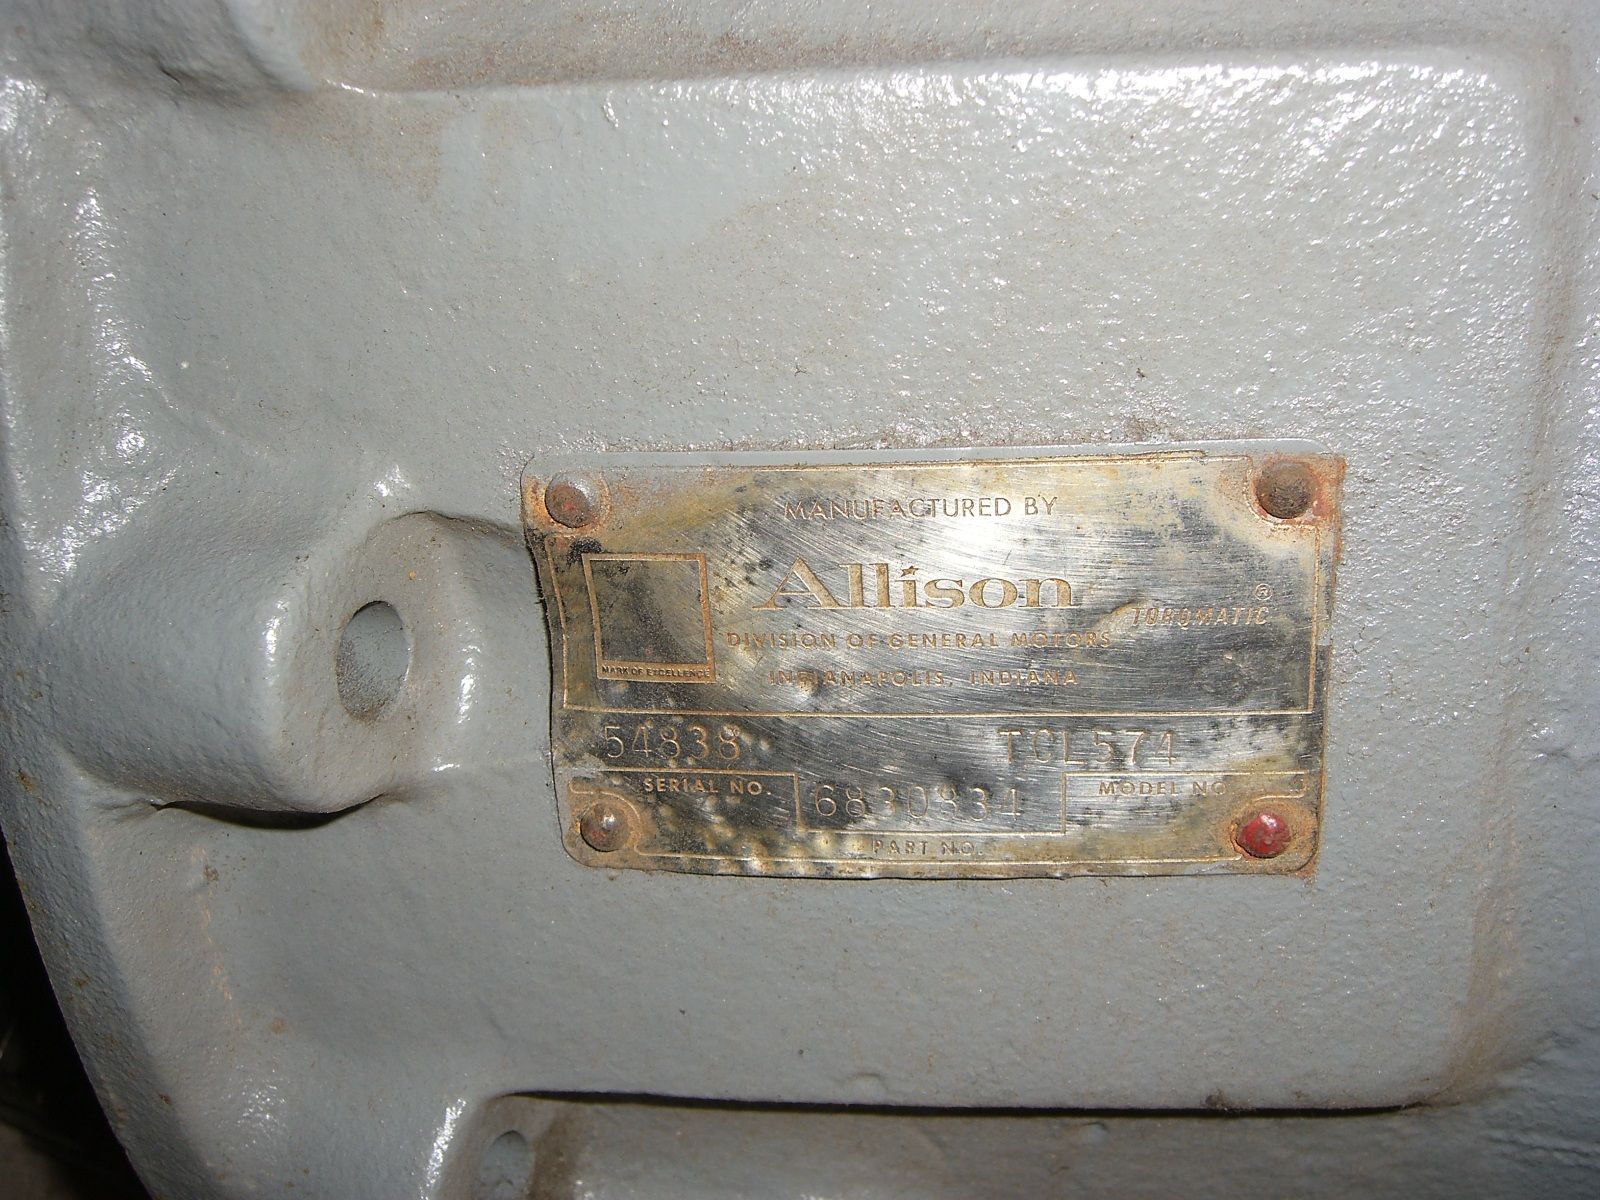 MANUFACTURED BY
Allison
® TOROMATIC
DIVISION OF GENERAL MOTORS
MARK OF EXCELLENCE
INDIANAPOLIS, INDIANA
54838 TCL574
SERIAL NO. 6830834 MODEL NO
PART NO.